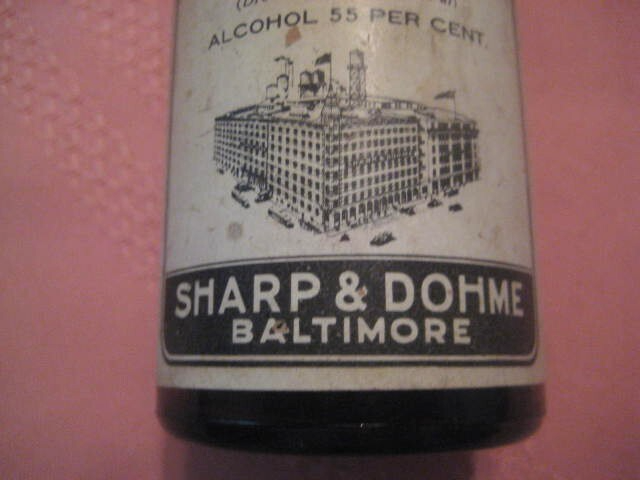 ALCOHOL 55 PER CENT.
SHARP & DOHME
BALTIMORE